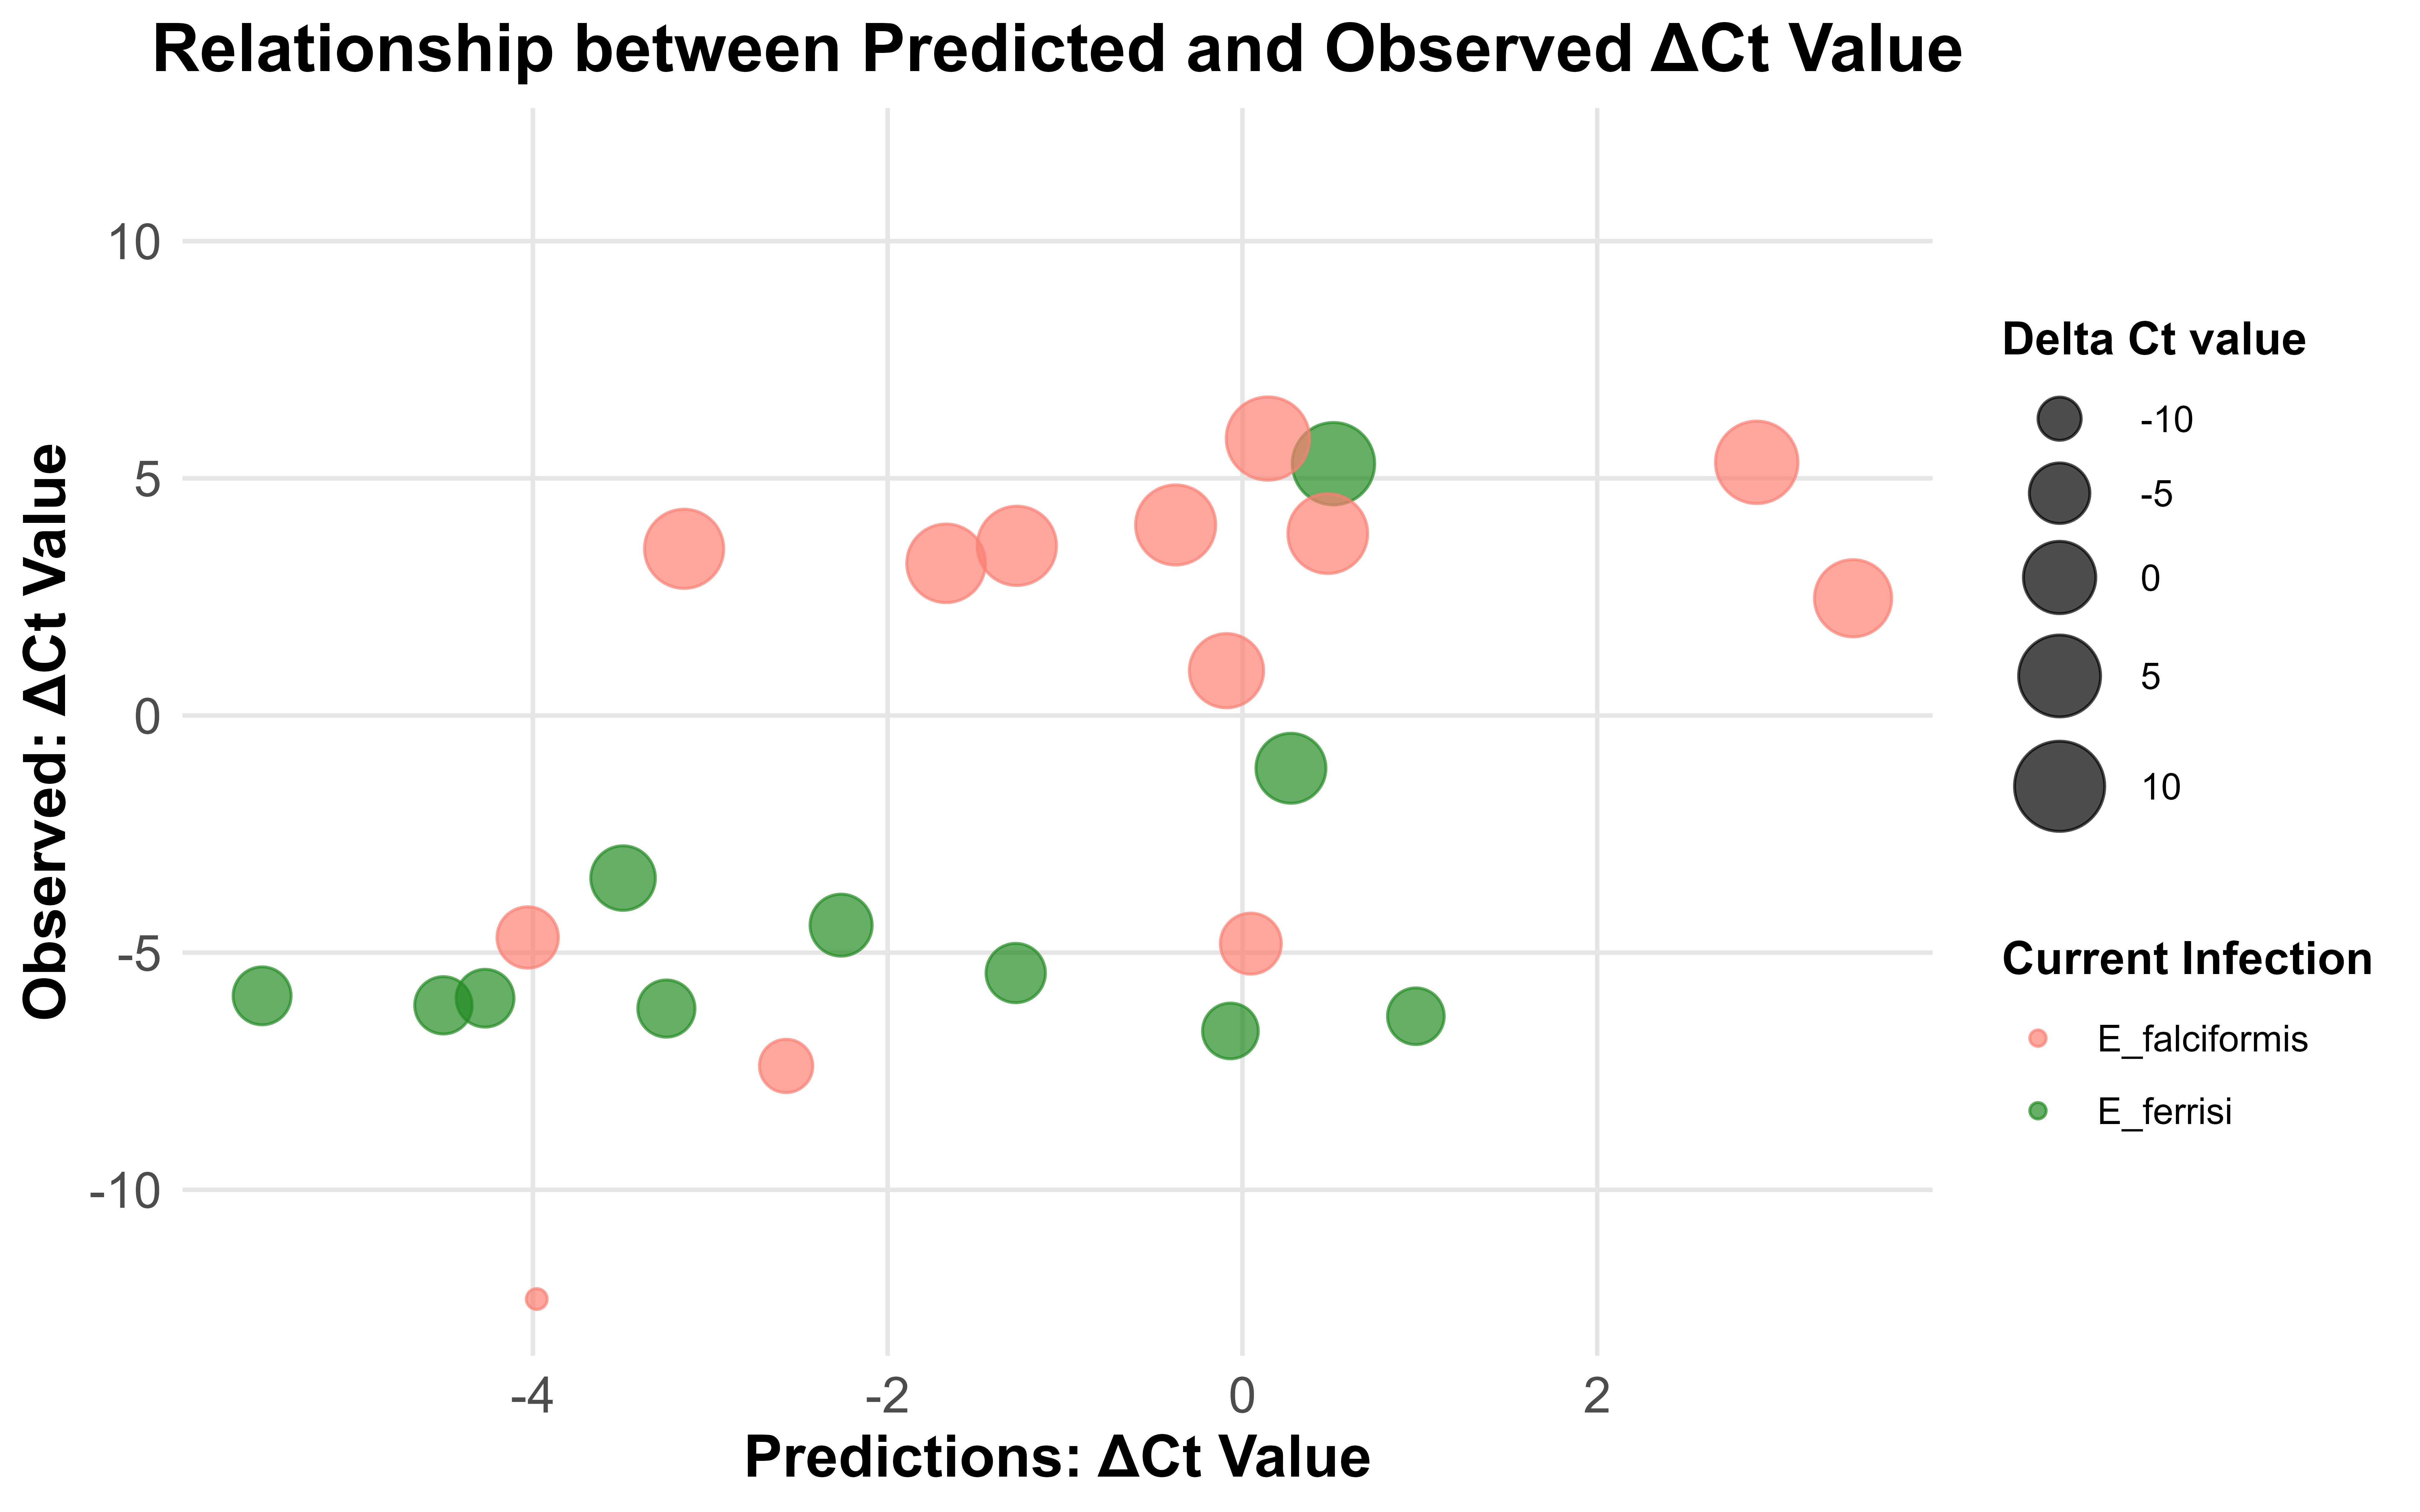 Relationship between Predicted and Observed ΔCt Value
Observed: ΔCt Value
10
5
0
-5
-10
-4
-2
0
2
Predictions: ΔCt Value
Delta Ct value
-10
-5
0
5
10
Current Infection
E_falciformis
E_ferrisi